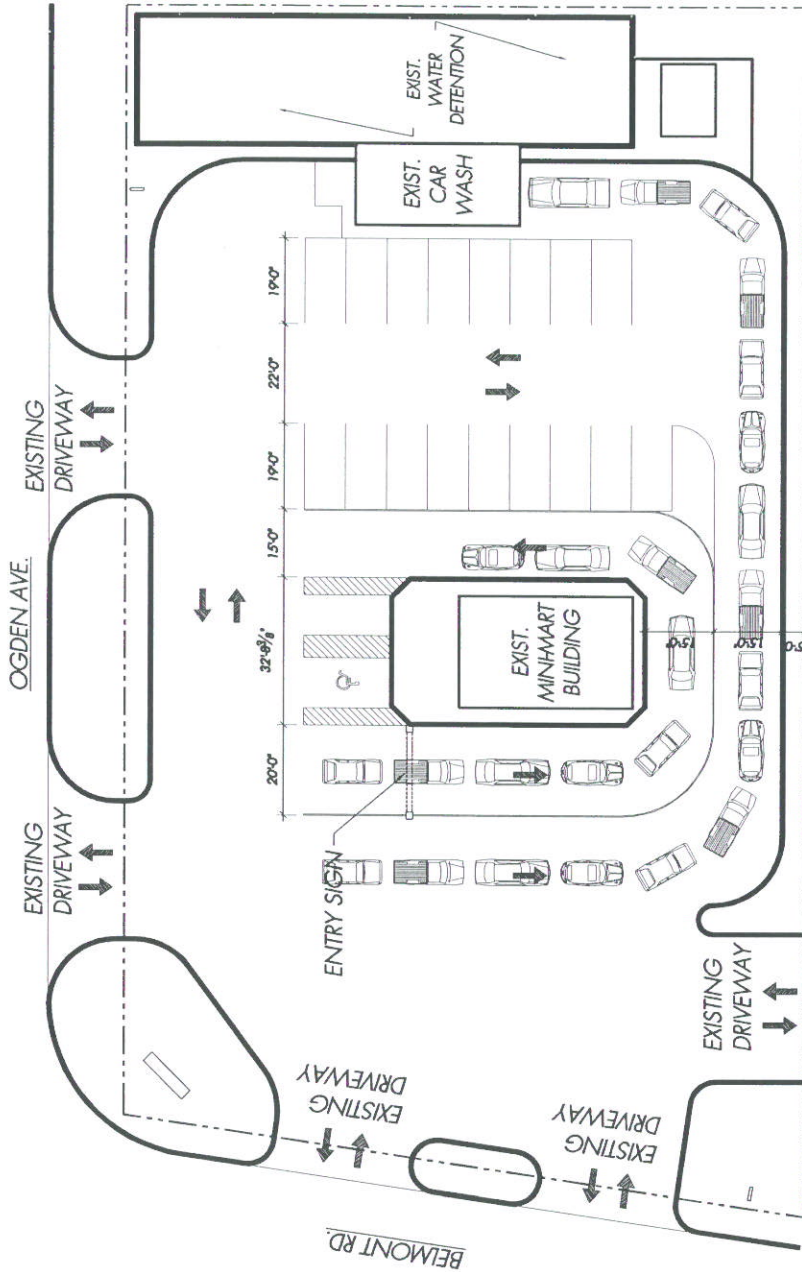 OGDEN AVE.
EXISTING
DRIVEWAY
EXISTING
DRIVEWAY
EXIST.
WATER
DETENTION
EXIST.
CAR
WASH
20'-0"
32'-8 3/8"
15'-0"
19'-0"
22'-0"
19'-0"
ENTRY SIGN
EXIST.
MINI-MART
BUILDING
15'-0"
15'-0"
EXISTING
DRIVEWAY
EXISTING
DRIVEWAY
EXISTING
DRIVEWAY
BELMONT RD.